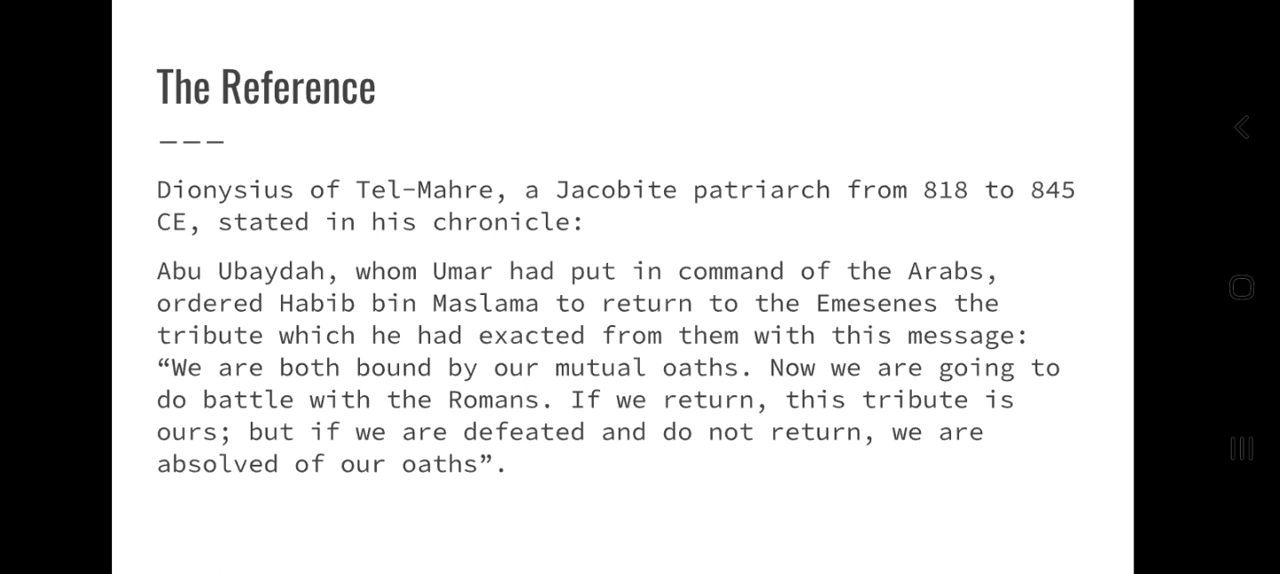 The Reference
———
Dionysius of Tel-Mahre, a Jacobite patriarch from 818 to 845
CE, stated in his chronicle:
Abu Ubaydah, whom Umar had put in command of the Arabs,
ordered Habib bin Maslama to return to the Emesenes the
tribute which he had exacted from them with this message:
“We are both bound by our mutual oaths. Now we are going to
do battle with the Romans. If we return, this tribute is
ours; but if we are defeated and do not return, we are
absolved of our oaths”.